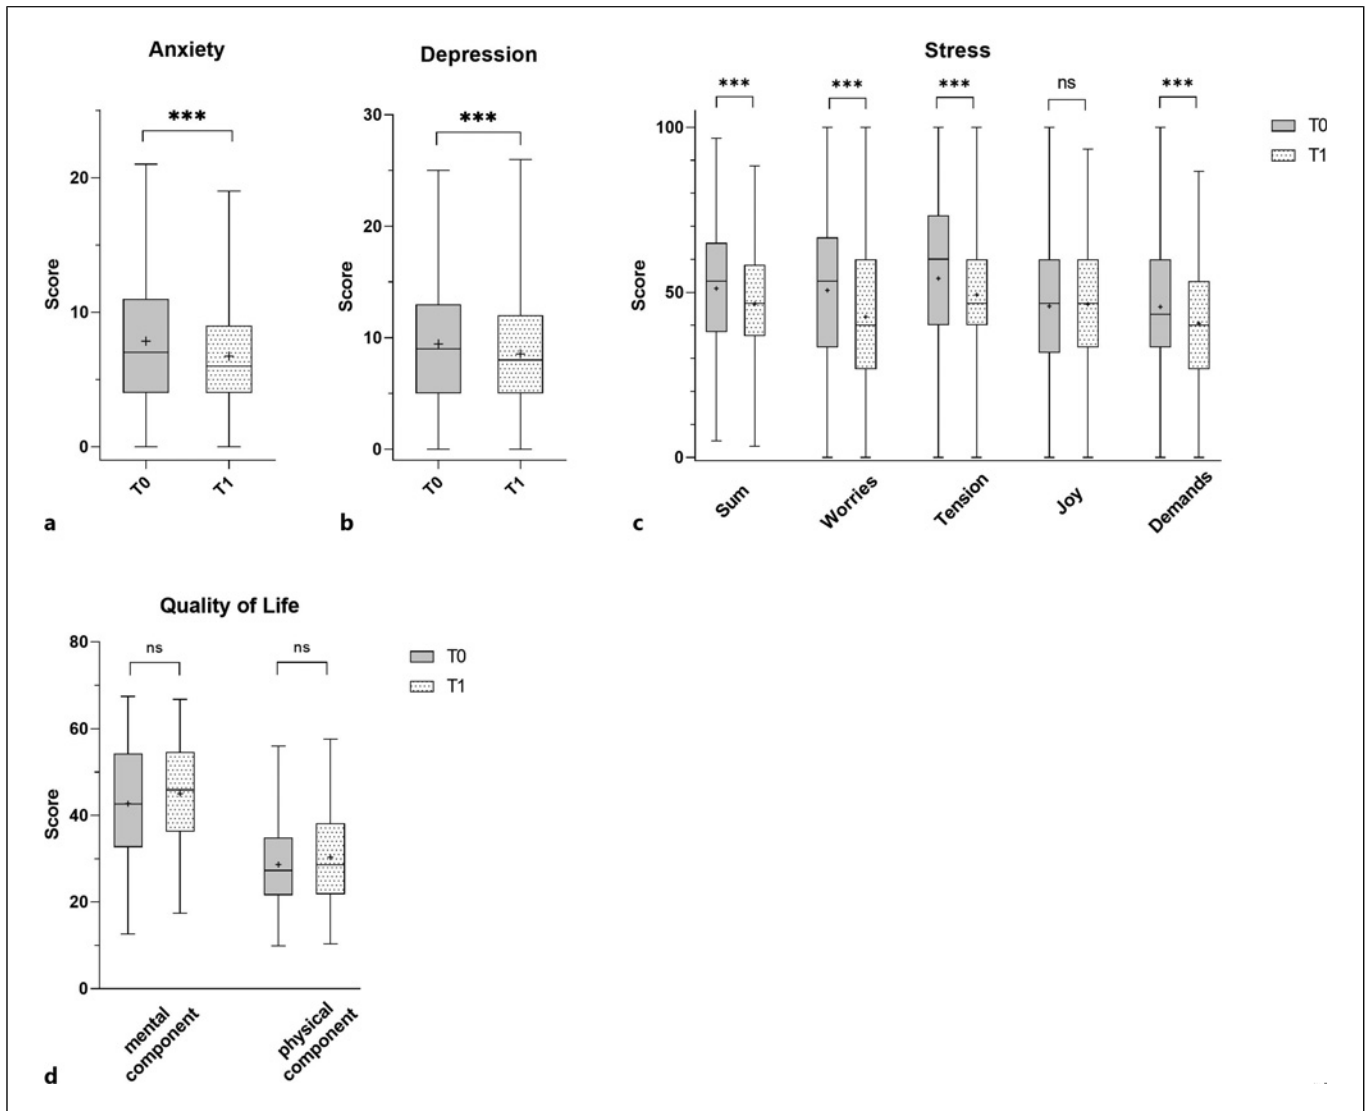 Anxiety
***
20
10
0
Score
T0
T1
a
Depression
***
30
20
10
0
Score
T0
T1
b
Stress
***
***
***
ns
***
100
50
0
Score
Sum
Worries
Tension
Joy
Demands
T0
T1
c
Quality of Life
ns
ns
80
60
40
20
0
Score
mental
component
physical
component
T0
T1
d